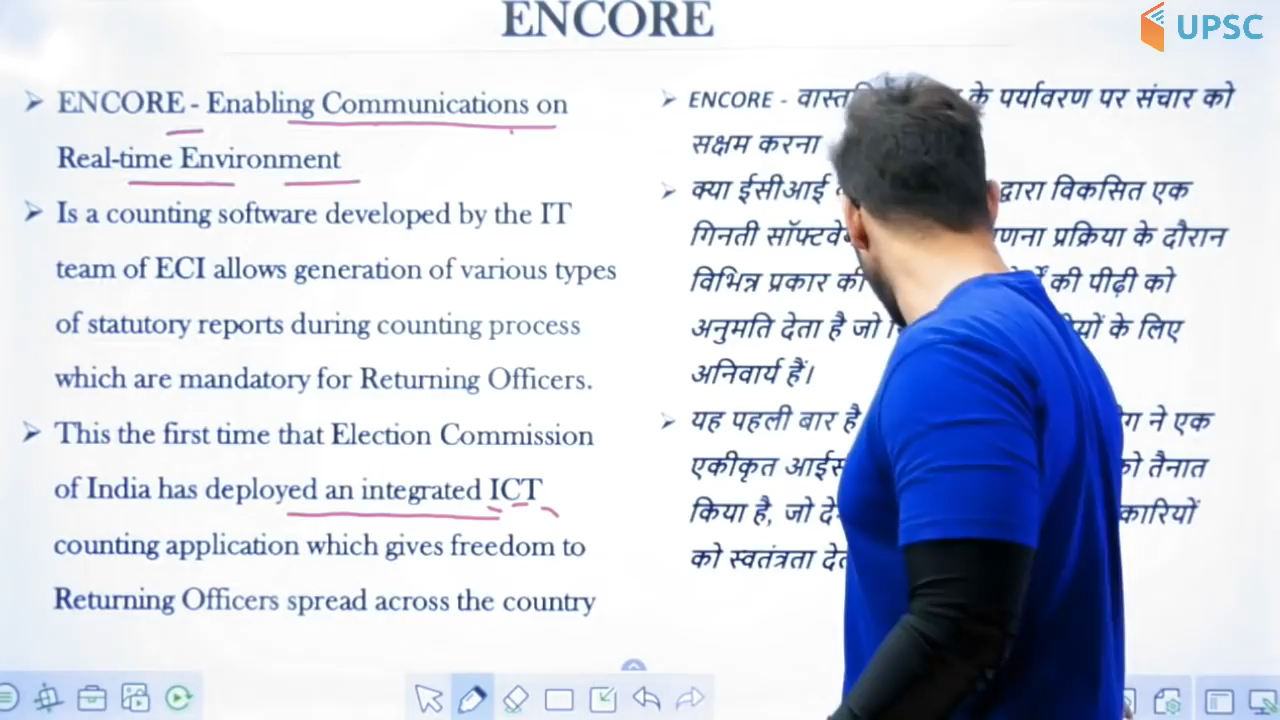 ENCORE
UPSC
ENCORE - Enabling Communications on
Real-time Environment
Is a counting software developed by the IT
team of ECI allows generation of various types
of statutory reports during counting process
which are mandatory for Returning Officers.
This the first time that Election Commission
of India has deployed an integrated ICT
counting application which gives freedom to
Returning Officers spread across the country
ENCORE - के पर्यावरण पर संचार को
सक्षम करना
क्या ईसीआई द्वारा विकसित एक
गिनती प्रक्रिया के दौरान
विभिन्न प्रकार की की पीढ़ी को
अनुमति देता है जो के लिए
अनिवार्य हैं।
यह पहली बार है ने एक
एकीकृत तैनात
किया है, जो
को स्वतंत्रता